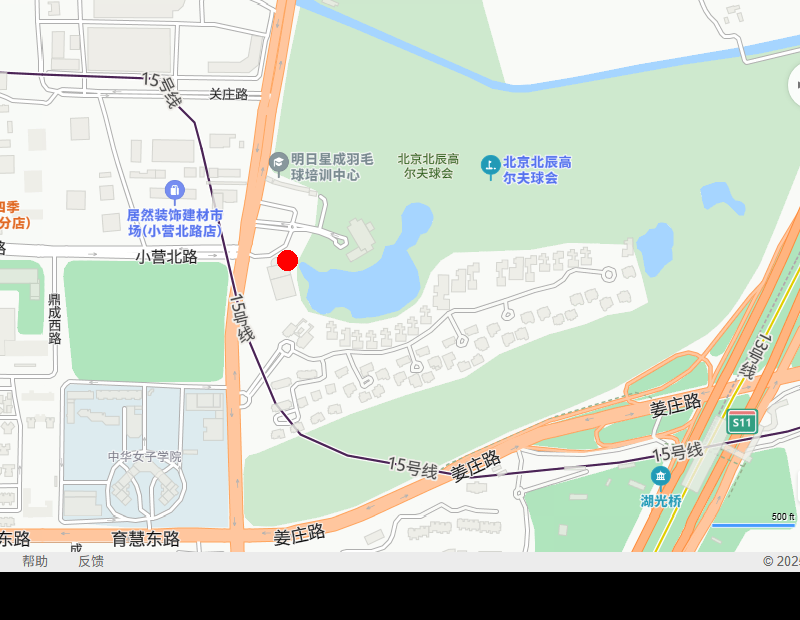 15号线
关庄路
明日星成羽毛
球培训中心
北京北辰高
尔夫球会
北京北辰高
尔夫球会
四季
分店)
居然装饰建材市
场(小营北路店)
路
小营北路
鼎成西路
15号线
13号线
姜庄路
S11
中华女子学院
15号线
姜庄路
15号线
湖光桥
500 ft
东路
成
育慧东路
姜庄路
帮助
反馈
© 202